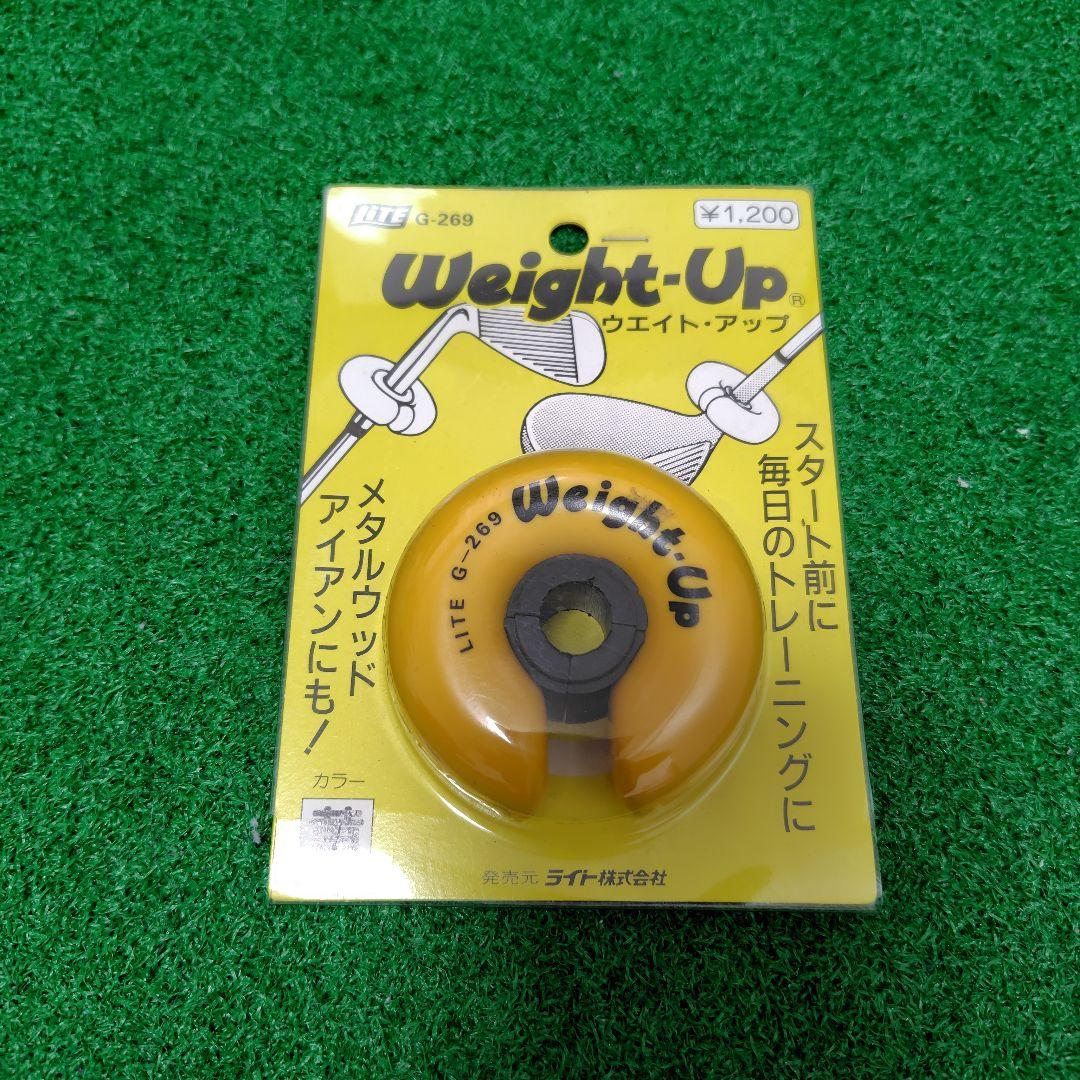 LITE G-269
¥1,200
Weight-Up®
ウエイト・アップ
スタート前に
毎日のトレーニングに
メタルウッド
アイアンにも!
Weight-Up
LITE G-269
カラー
発売元 ライト株式会社